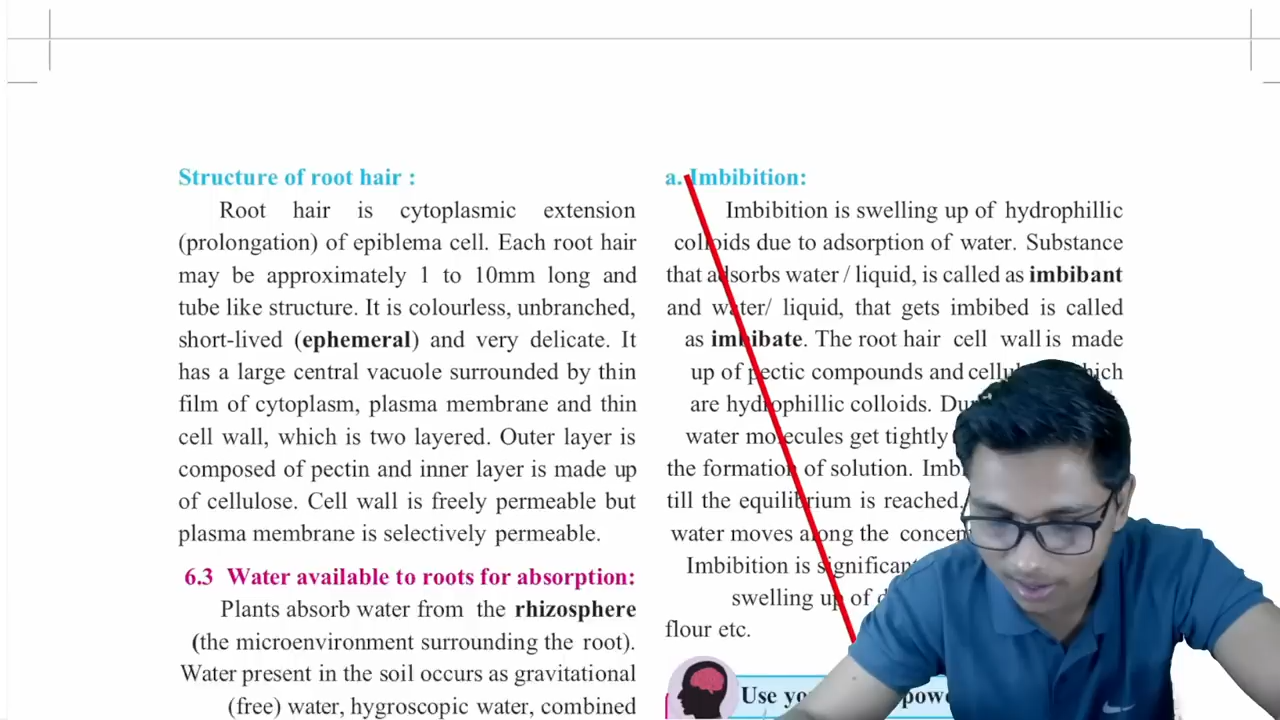 Structure of root hair :
Root hair is cytoplasmic extension
(prolongation) of epiblema cell. Each root hair
may be approximately 1 to 10mm long and
tube like structure. It is colourless, unbranched,
short-lived (ephemeral) and very delicate. It
has a large central vacuole surrounded by thin
film of cytoplasm, plasma membrane and thin
cell wall, which is two layered. Outer layer is
composed of pectin and inner layer is made up
of cellulose. Cell wall is freely permeable but
plasma membrane is selectively permeable.
6.3 Water available to roots for absorption:
Plants absorb water from the rhizosphere
(the microenvironment surrounding the root).
Water present in the soil occurs as gravitational
(free) water, hygroscopic water, combined
a. Imbibition:
Imbibition is swelling up of hydrophillic
colloids due to adsorption of water. Substance
that adsorbs water / liquid, is called as imbibant
and water/ liquid, that gets imbibed is called
as imbibate. The root hair cell wall is made
up of pectic compounds and
are hydrophillic colloids.
water molecules get tightly
the formation of solution.
till the equilibrium is reached.
water moves along the
Imbibition is
swelling up of
flour etc.
Use